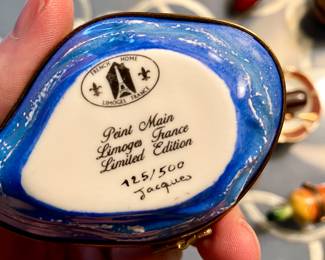 FRENCH HOME
LIMOGES FRANCE
Peint Main
Limoges France
Limited Edition
125/500
Jacques